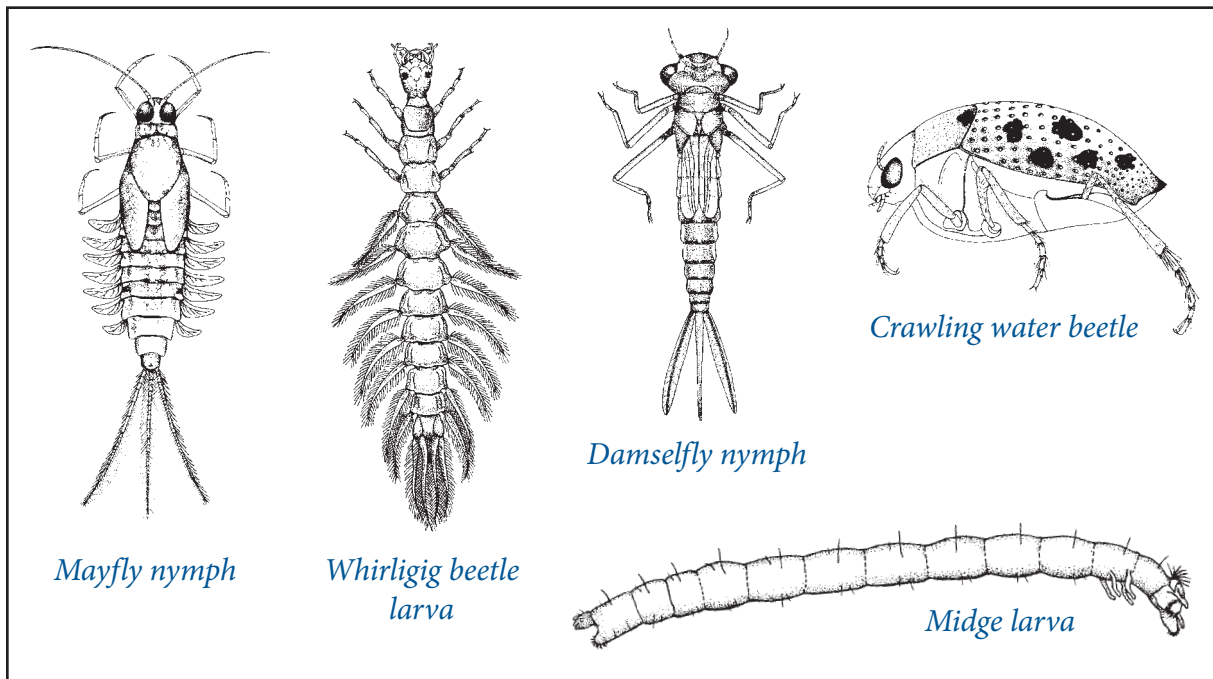 Crawling water beetle
Damselfly nymph
Mayfly nymph
Whirligig beetle
larva
Midge larva